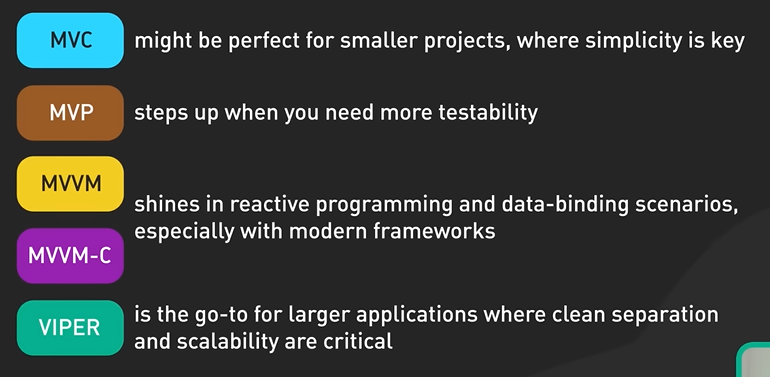 MVC might be perfect for smaller projects, where simplicity is key
MVP steps up when you need more testability
MVVM
shines in reactive programming and data-binding scenarios,
especially with modern frameworks
MVVM-C
VIPER
is the go-to for larger applications where clean separation
and scalability are critical